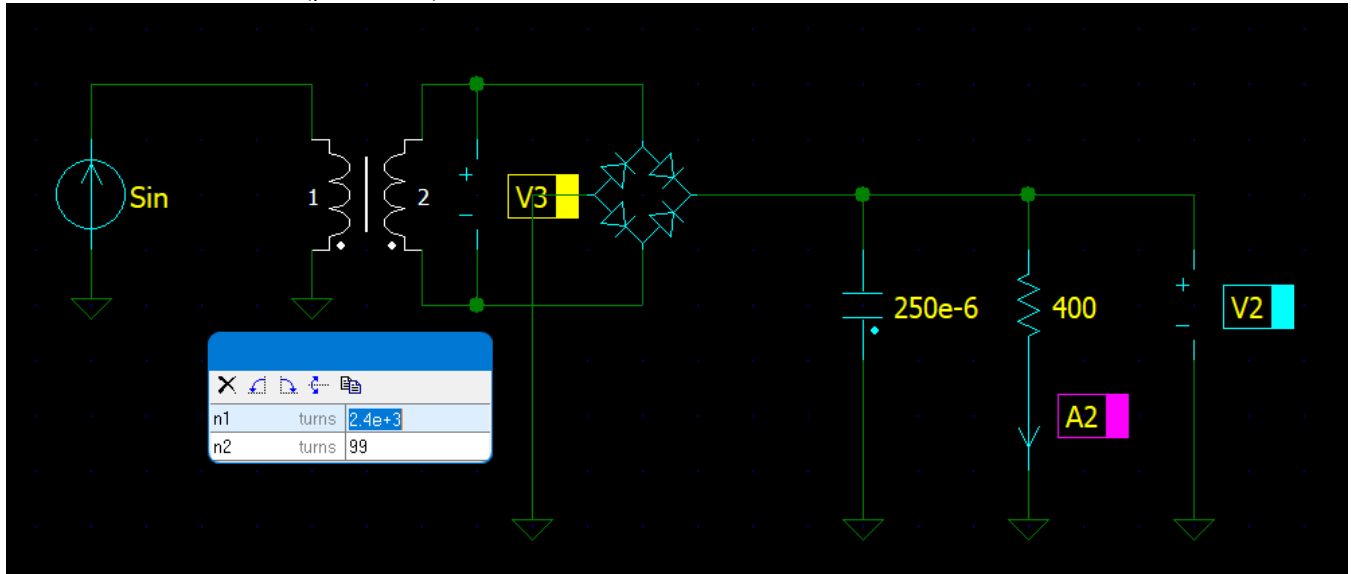 Sin
1
2
+
−
V3
250e-6
400
+
−
V2
A2
n1 turns 2.4e+3
n2 turns 99